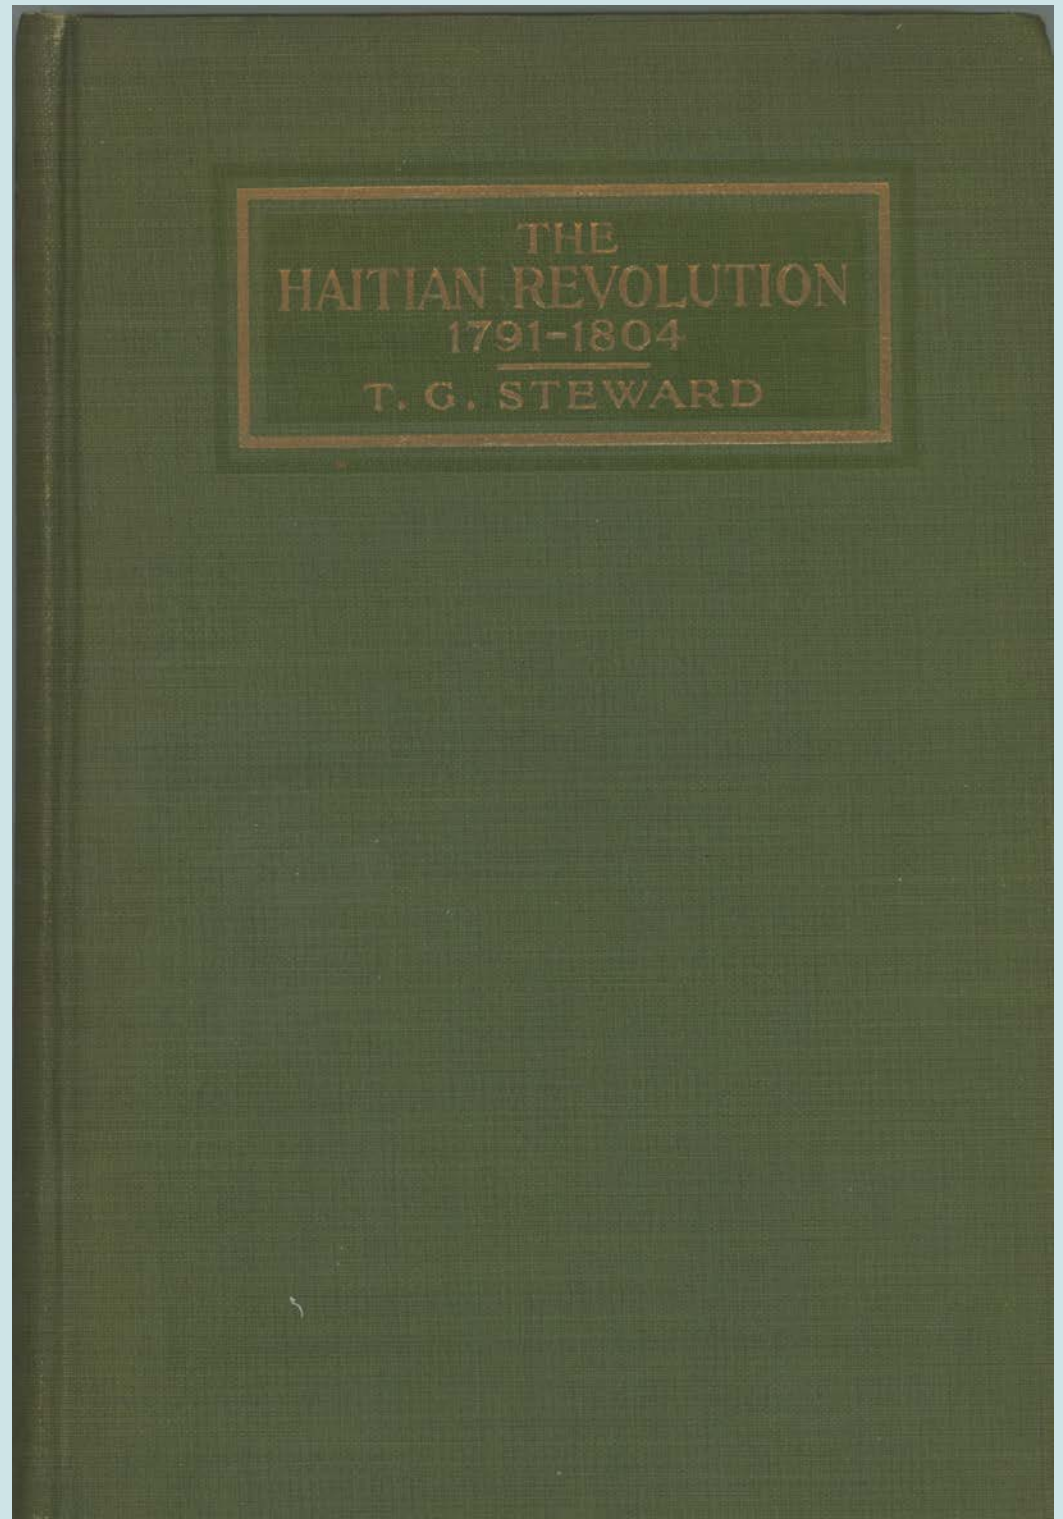 THE
HAITIAN REVOLUTION
1791-1804
T. G. STEWARD